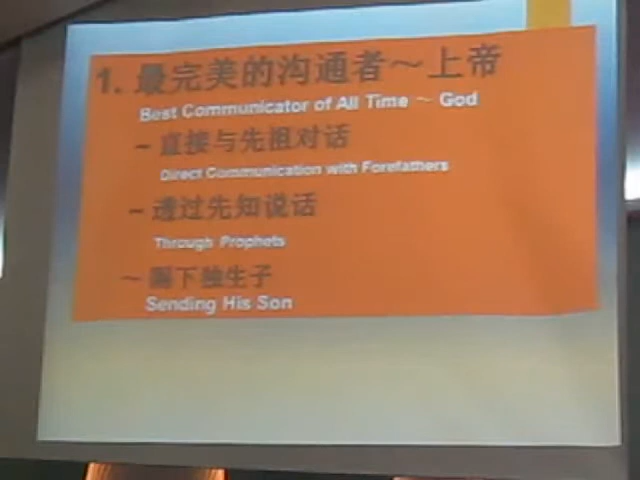 1. 最完美的沟通者～上帝
Best Communicator of All Time ~ God
– 直接与先祖对话
Direct Communication with Forefathers
– 透过先知说话
Through Prophets
～ 赐下独生子
Sending His Son